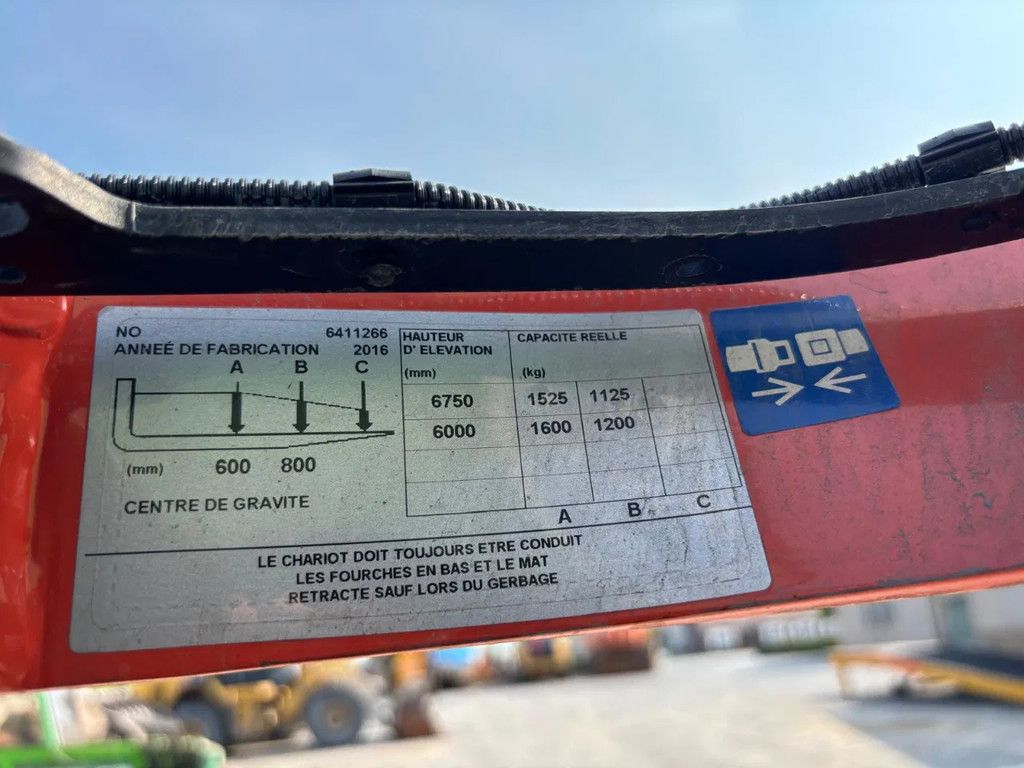 NO 6411266
ANNEÉ DE FABRICATION 2016
A B C
(mm) 600 800
CENTRE DE GRAVITE
HAUTEUR CAPACITE REELLE
D' ELEVATION
(mm) (kg)
6750 1525 1125
6000 1600 1200
A B C
LE CHARIOT DOIT TOUJOURS ETRE CONDUIT
LES FOURCHES EN BAS ET LE MAT
RETRACTE SAUF LORS DU GERBAGE